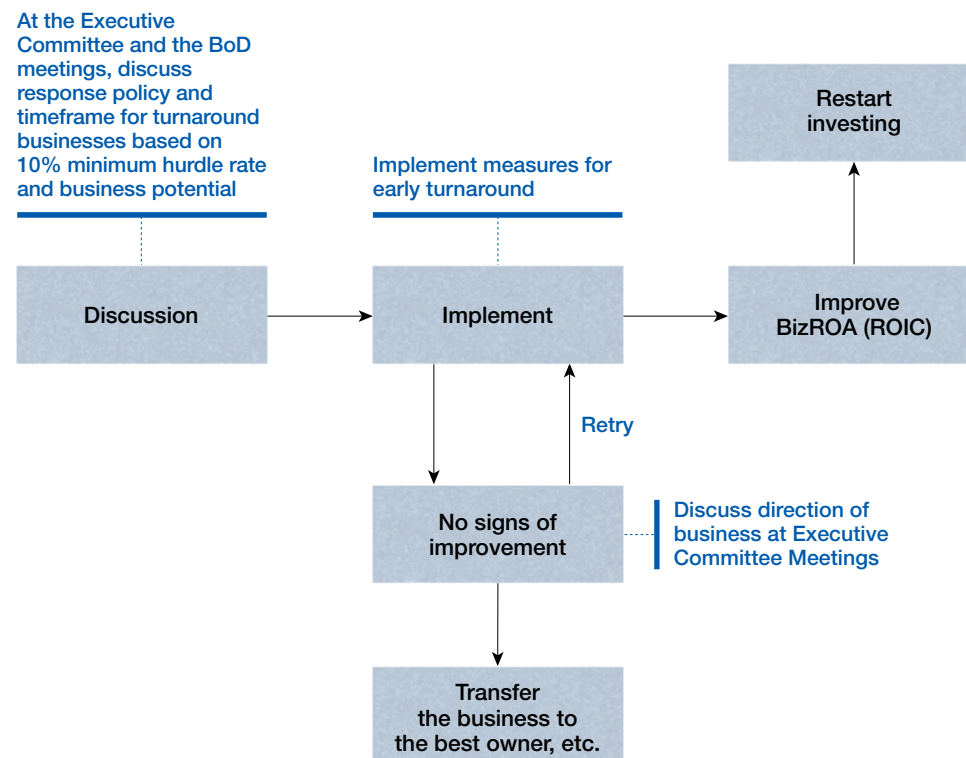 At the Executive
Committee and the BoD
meetings, discuss
response policy and
timeframe for turnaround
businesses based on
10% minimum hurdle rate
and business potential
Implement measures for
early turnaround
Restart
investing
Discussion
Implement
Improve
BizROA (ROIC)
Retry
No signs of
improvement
Discuss direction of
business at Executive
Committee Meetings
Transfer
the business to
the best owner, etc.